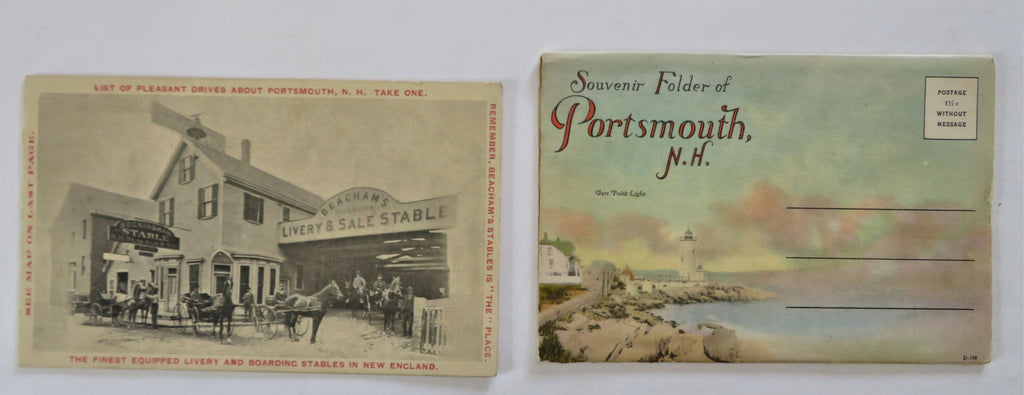 LIST OF PLEASANT DRIVES ABOUT PORTSMOUTH, N. H. TAKE ONE.
SEE MAP ON LAST PAGE.
REMEMBER, BEACHAM'S STABLES IS "THE" PLACE.
BEACHAM'S
LIVERY & SALE STABLE
STABLE
THE FINEST EQUIPPED LIVERY AND BOARDING STABLES IN NEW ENGLAND.
Souvenir Folder of
Portsmouth,
N.H.
POSTAGE
1½ c
WITHOUT
MESSAGE
Fort Point Light